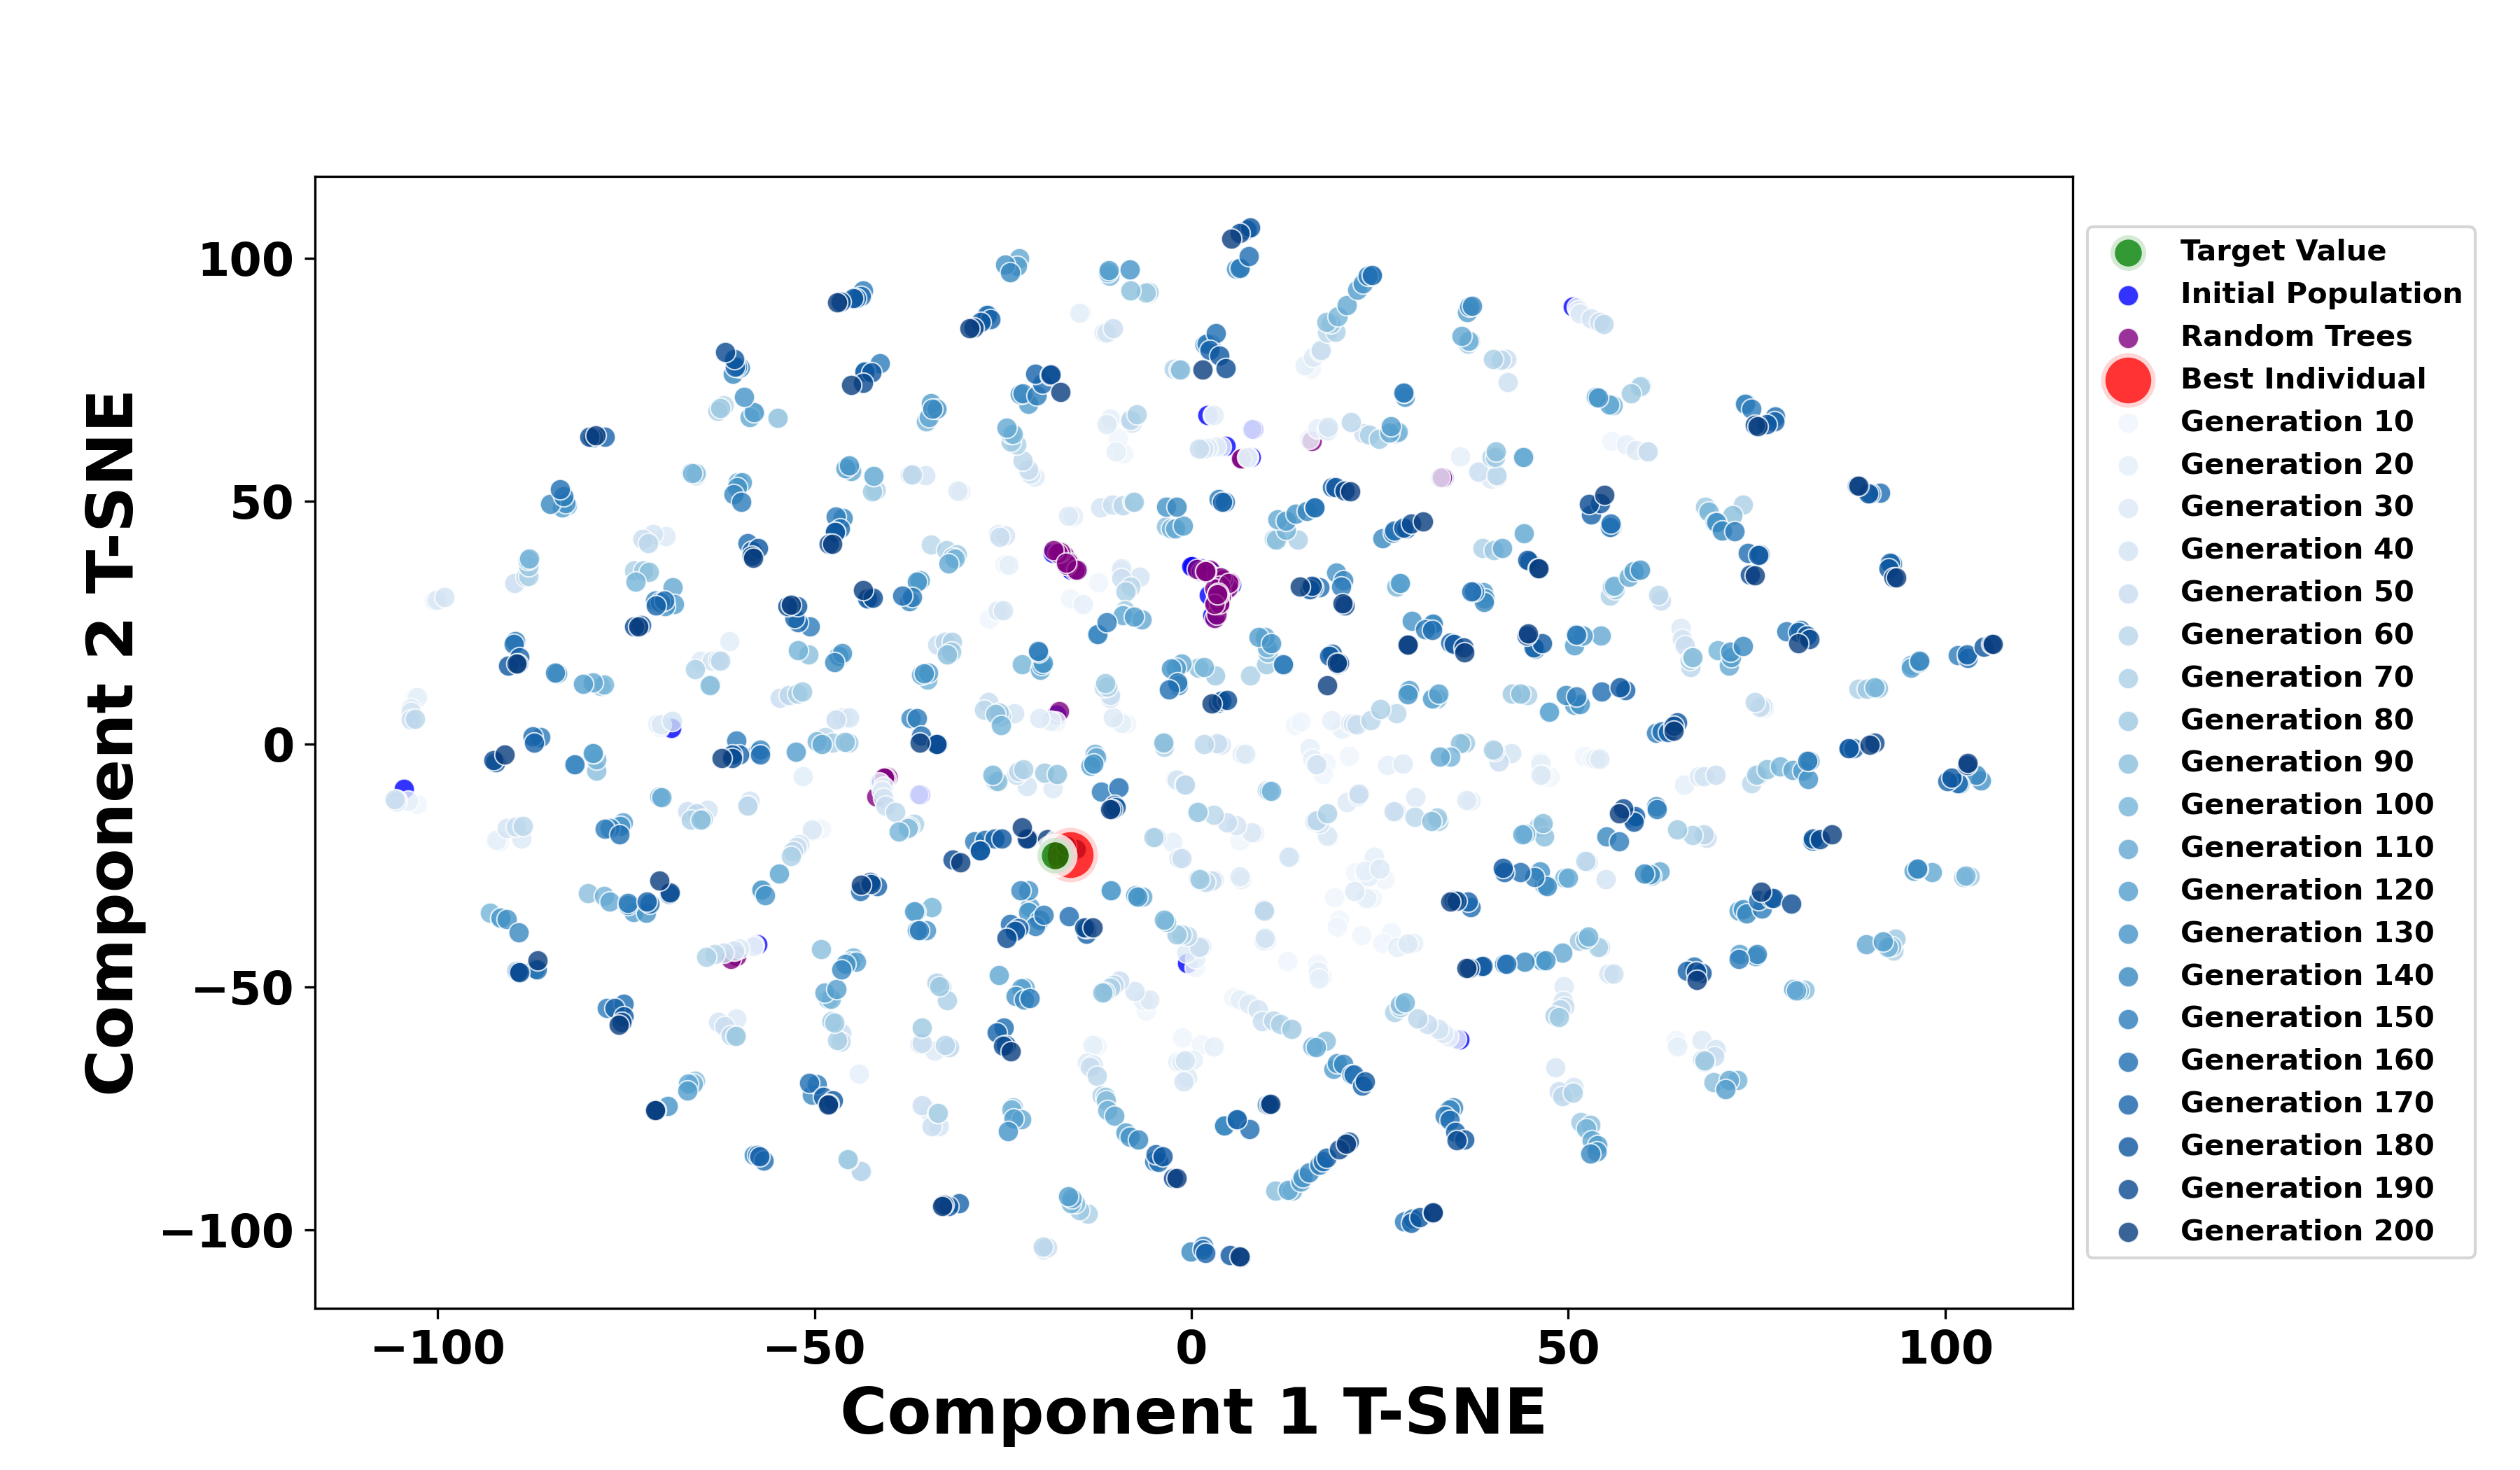 100
50
0
−50
−100
−100
−50
0
50
100
Component 2 T-SNE
Component 1 T-SNE
Target Value
Initial Population
Random Trees
Best Individual
Generation 10
Generation 20
Generation 30
Generation 40
Generation 50
Generation 60
Generation 70
Generation 80
Generation 90
Generation 100
Generation 110
Generation 120
Generation 130
Generation 140
Generation 150
Generation 160
Generation 170
Generation 180
Generation 190
Generation 200